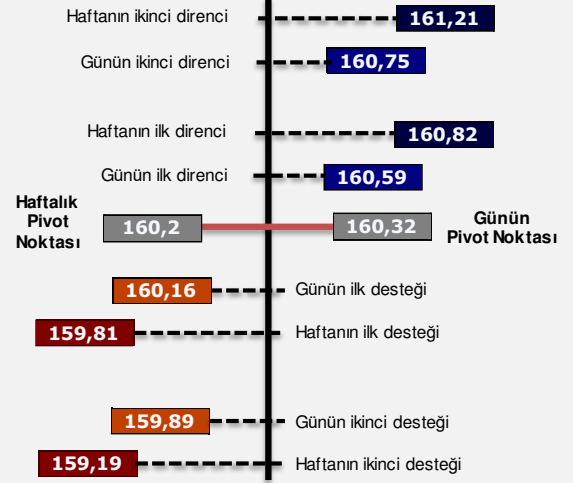 Haftanın ikinci direnci 161,21
Günün ikinci direnci 160,75
Haftanın ilk direnci 160,82
Günün ilk direnci 160,59
Haftalık
Pivot
Noktası
160,2
160,32
Günün
Pivot Noktası
160,16 Günün ilk desteği
159,81 Haftanın ilk desteği
159,89 Günün ikinci desteği
159,19 Haftanın ikinci desteği